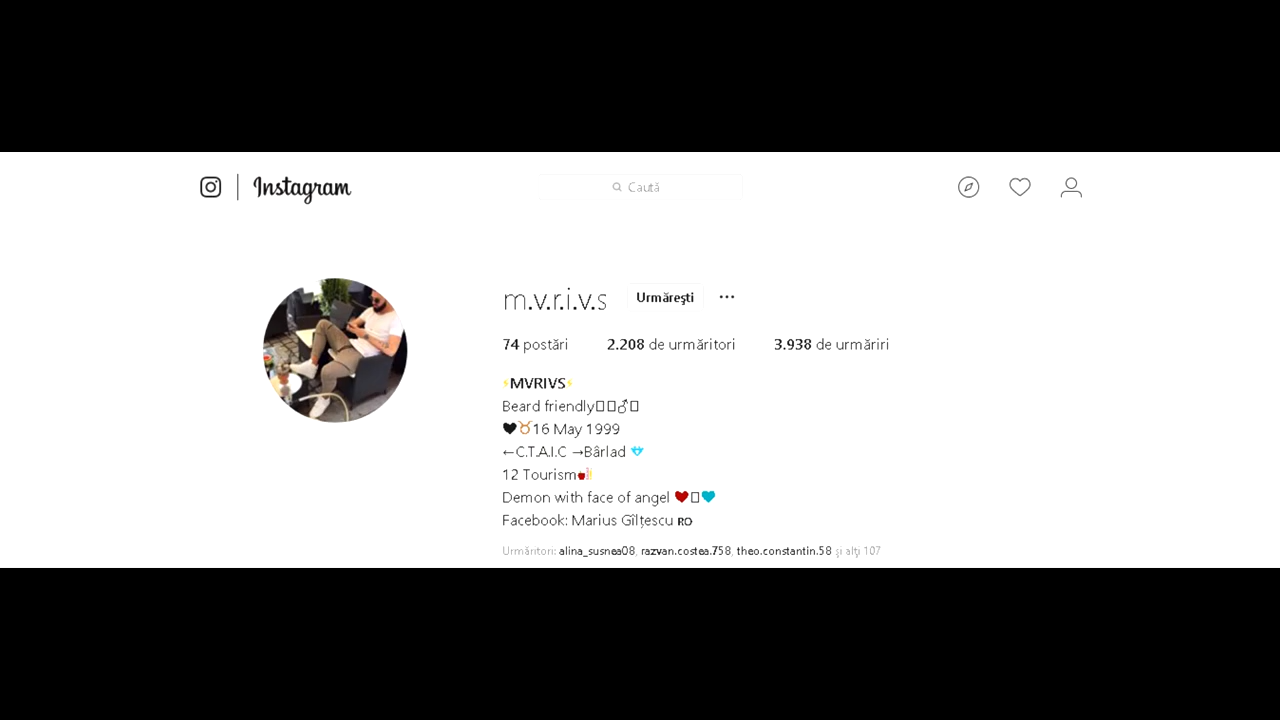 Instagram
Caută
m.v.r.i.v.s Urmărești •••
74 postări 2.208 de urmăritori 3.938 de urmăriri
⚡MVRIVS⚡
Beard friendly□□♂□
🖤♉16 May 1999
←C.T.A.I.C →Bârlad 💎
12 Tourism
Demon with face of angel ❤□💙
Facebook: Marius Gîlțescu RO
Urmăritori: alina_susnea08, razvan.costea.758, theo.constantin.58 și alți 107